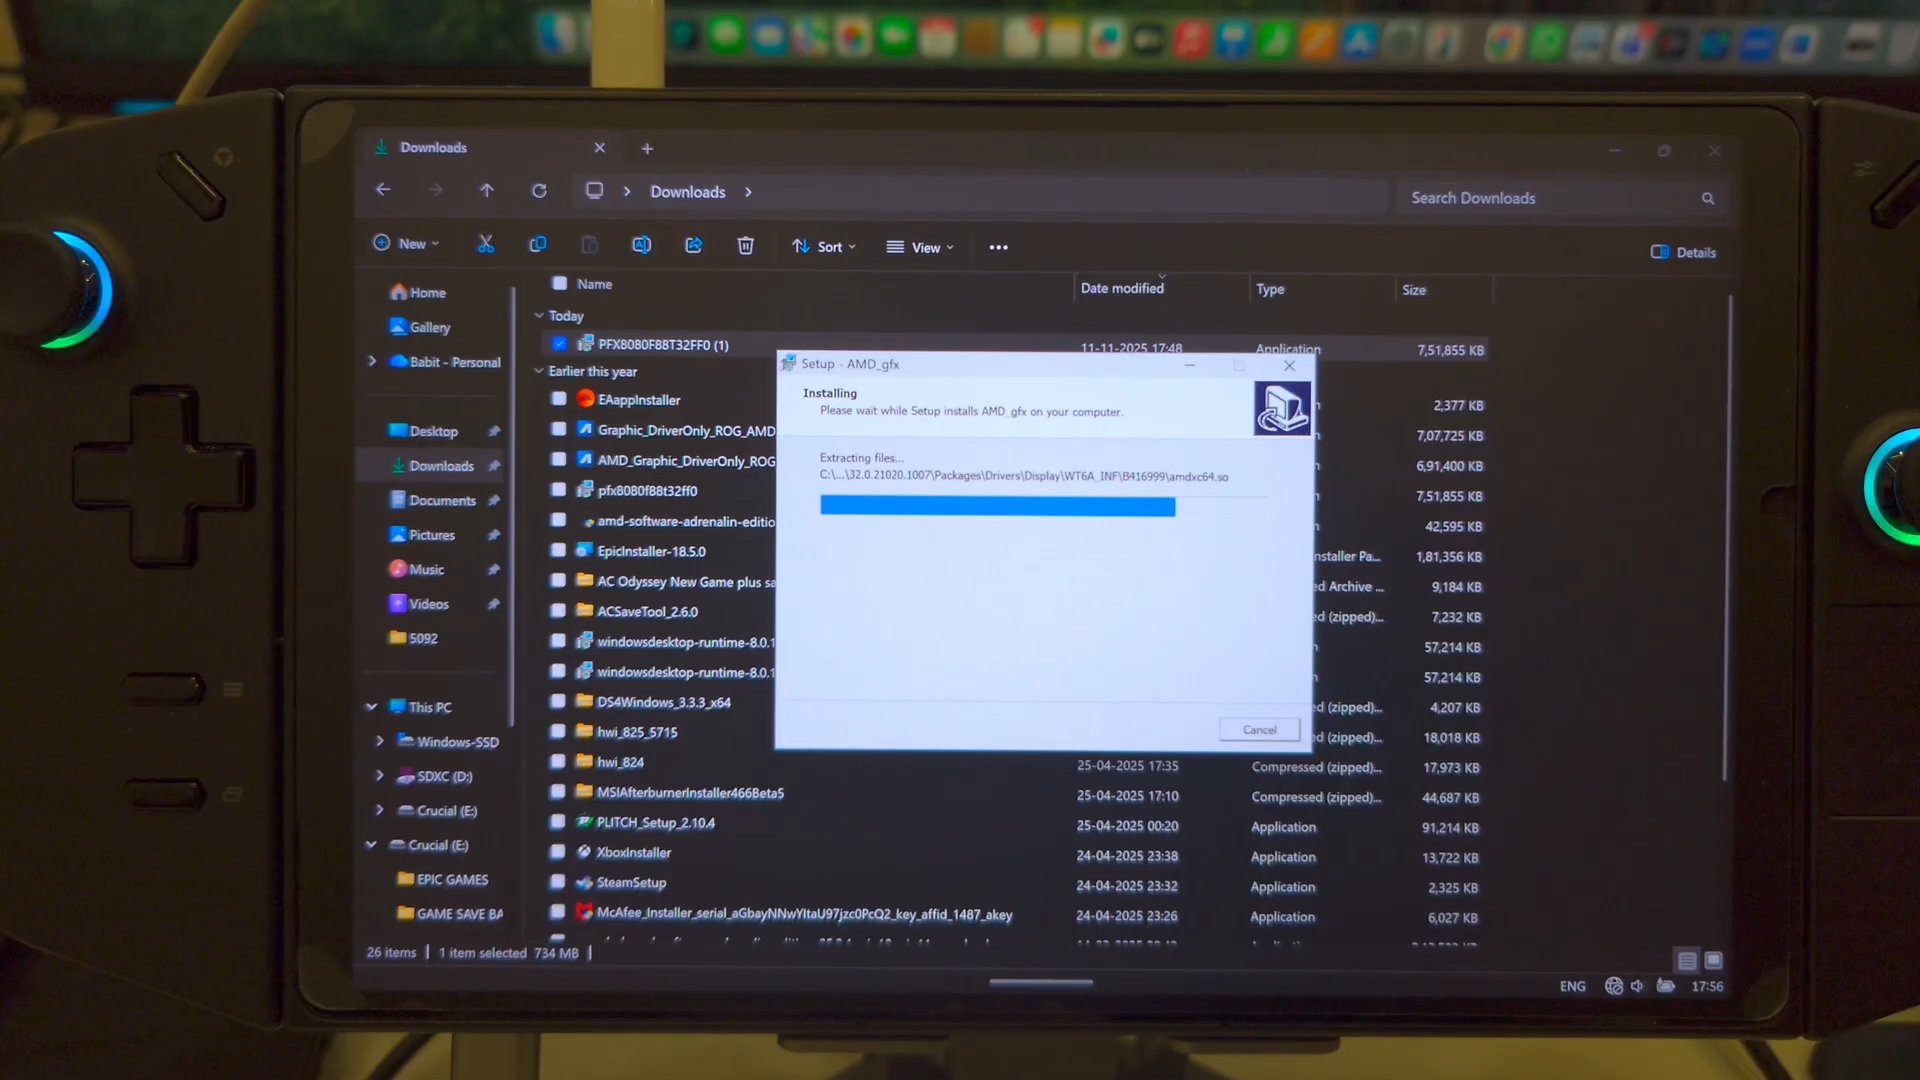 Downloads
Downloads
Search Downloads
New
Sort
View
Details
Home
Gallery
Babit - Personal
Desktop
Downloads
Documents
Pictures
Music
Videos
5092
This PC
Windows-SSD
SDXC (D:)
Crucial (E:)
Crucial (E:)
EPIC GAMES
GAME SAVE BA
Name Date modified Type Size
Today
PFX8080F88T32FF0 (1) 11-11-2025 17:48 Application 7,51,855 KB
Earlier this year
EAappInstaller 2,377 KB
Graphic_DriverOnly_ROG_AMD 7,07,725 KB
AMD_Graphic_DriverOnly_ROG 6,91,400 KB
pfx8080f88t32ff0 7,51,855 KB
amd-software-adrenalin-editio 42,595 KB
EpicInstaller-18.5.0 nstaller Pa... 1,81,356 KB
AC Odyssey New Game plus sa d Archive ... 9,184 KB
ACSaveTool_2.6.0 d (zipped)... 7,232 KB
windowsdesktop-runtime-8.0.1 57,214 KB
windowsdesktop-runtime-8.0.1 57,214 KB
DS4Windows_3.3.3_x64 d (zipped)... 4,207 KB
hwi_825_5715 d (zipped)... 18,018 KB
hwi_824 25-04-2025 17:35 Compressed (zipped)... 17,973 KB
MSIAfterburnerInstaller466Beta5 25-04-2025 17:10 Compressed (zipped)... 44,687 KB
PLITCH_Setup_2.10.4 25-04-2025 00:20 Application 91,214 KB
XboxInstaller 24-04-2025 23:38 Application 13,722 KB
SteamSetup 24-04-2025 23:32 Application 2,325 KB
McAfee_Installer_serial_aGbayNNwYItaU97jzc0PcQ2_key_affid_1487_akey 24-04-2025 23:26 Application 6,027 KB
Setup - AMD_gfx
Installing
Please wait while Setup installs AMD_gfx on your computer.
Extracting files...
C:\...\32.0.21020.1007\Packages\Drivers\Display\WT6A_INF\B416999\amdxc64.so
Cancel
26 items 1 item selected 734 MB
ENG 17:56